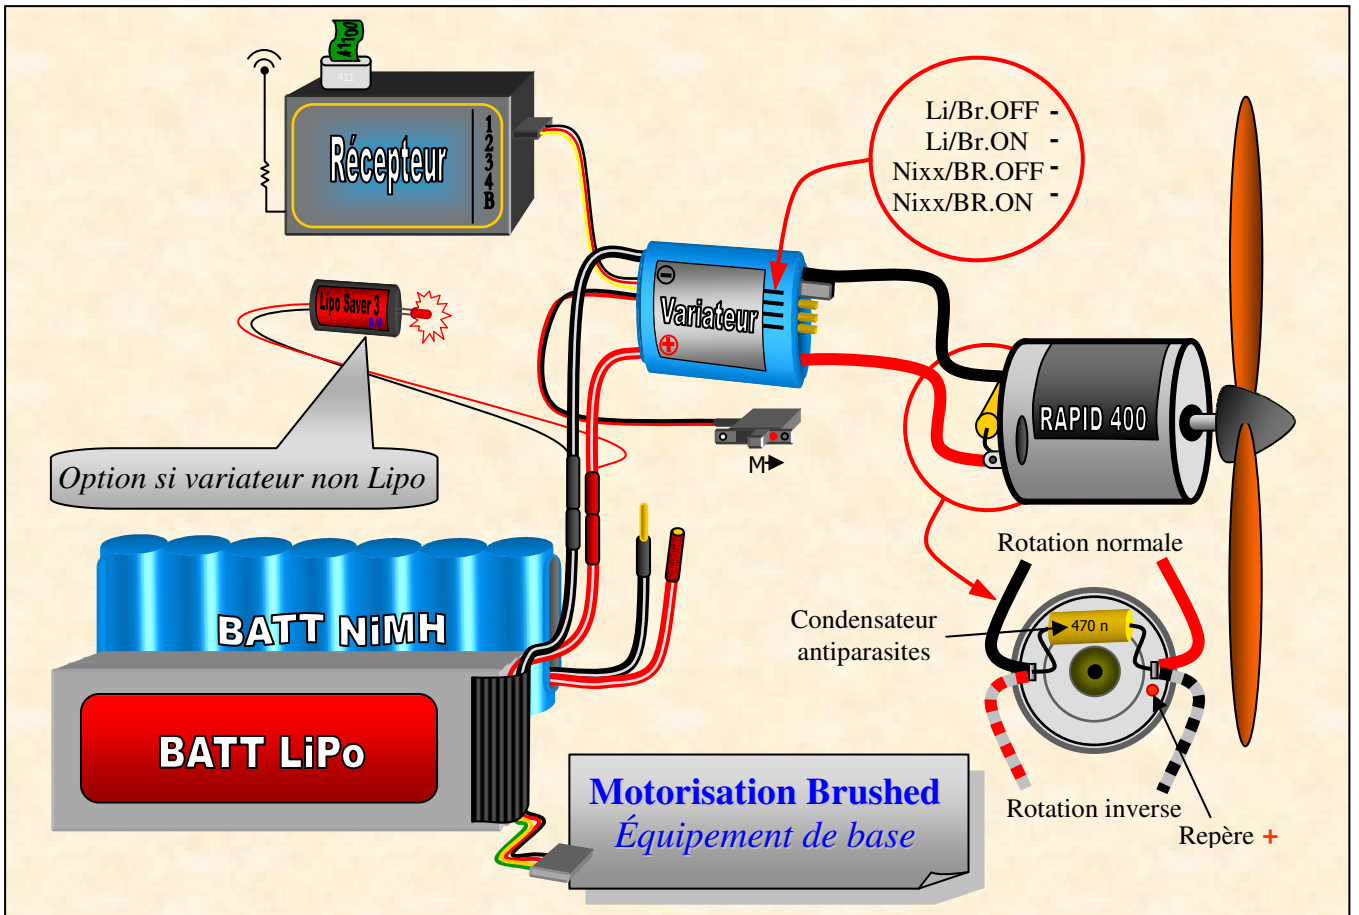 41100
411
Récepteur
1
2
3
4
B
Li/Br.OFF -
Li/Br.ON -
Nixx/BR.OFF -
Nixx/BR.ON -
Lipo Saver 3
Variateur
RAPID 400
M
Option si variateur non Lipo
BATT NiMH
BATT LiPo
Rotation normale
Condensateur
antiparasites
470 n
Rotation inverse
Repère +
Motorisation Brushed
Équipement de base